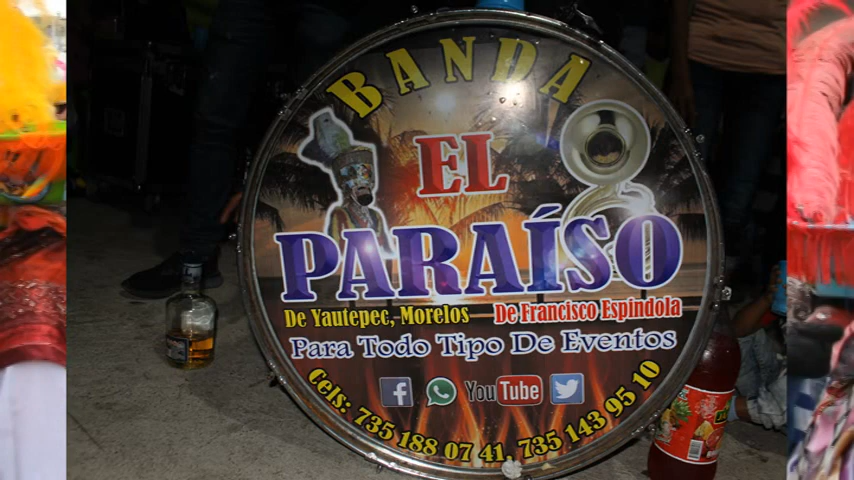 BANDA
EL
PARAÍSO
De Yautepec, Morelos De Francisco Espindola
Para Todo Tipo De Eventos
f YouTube
Cels: 735 188 07 41, 735 143 95 10